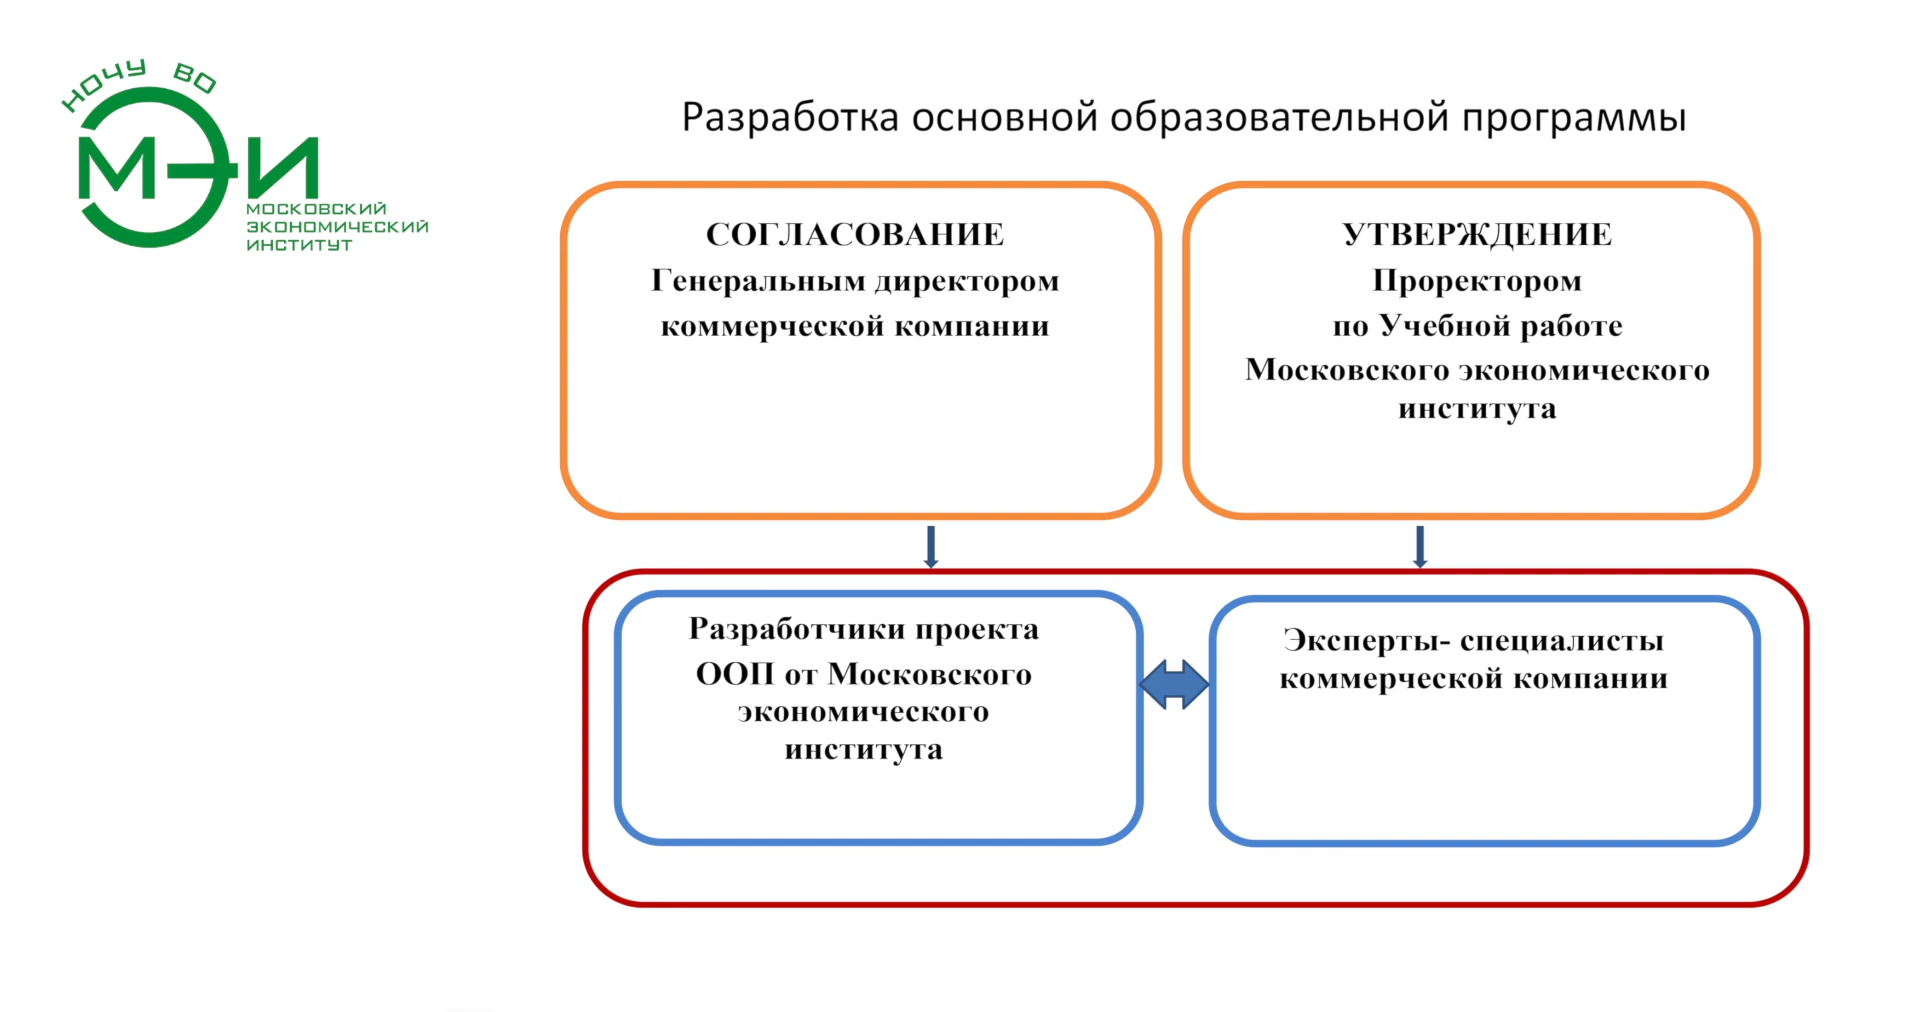 НОЧУ ВО
МЭИ
МОСКОВСКИЙ
ЭКОНОМИЧЕСКИЙ
ИНСТИТУТ
Разработка основной образовательной программы
СОГЛАСОВАНИЕ
Генеральным директором
коммерческой компании
УТВЕРЖДЕНИЕ
Проректором
по Учебной работе
Московского экономического
института
Разработчики проекта
ООП от Московского
экономического
института
Эксперты- специалисты
коммерческой компании